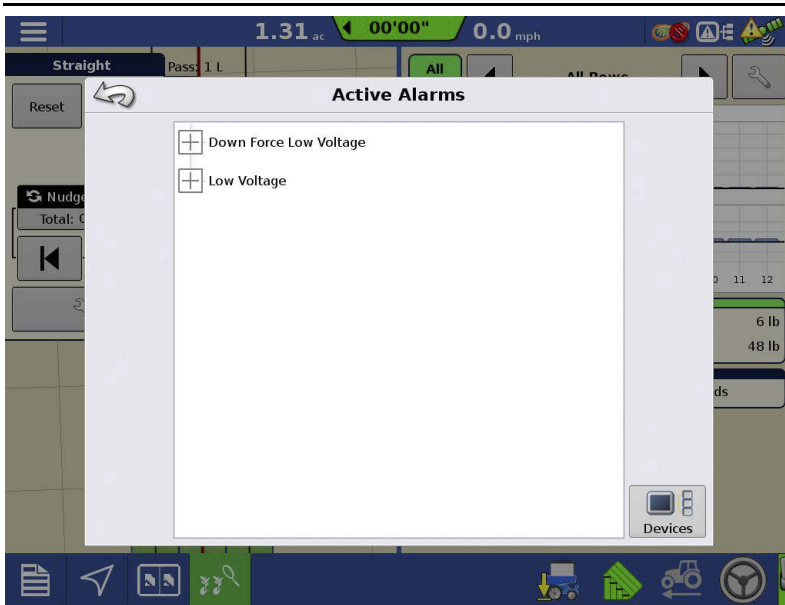 1.31 ac
00'00"
0.0 mph
Straight
Pass: 1 L
All
All Rows
Reset
Active Alarms
Down Force Low Voltage
Low Voltage
Nudge
Total:
11 12
6 lb
48 lb
ds
Devices